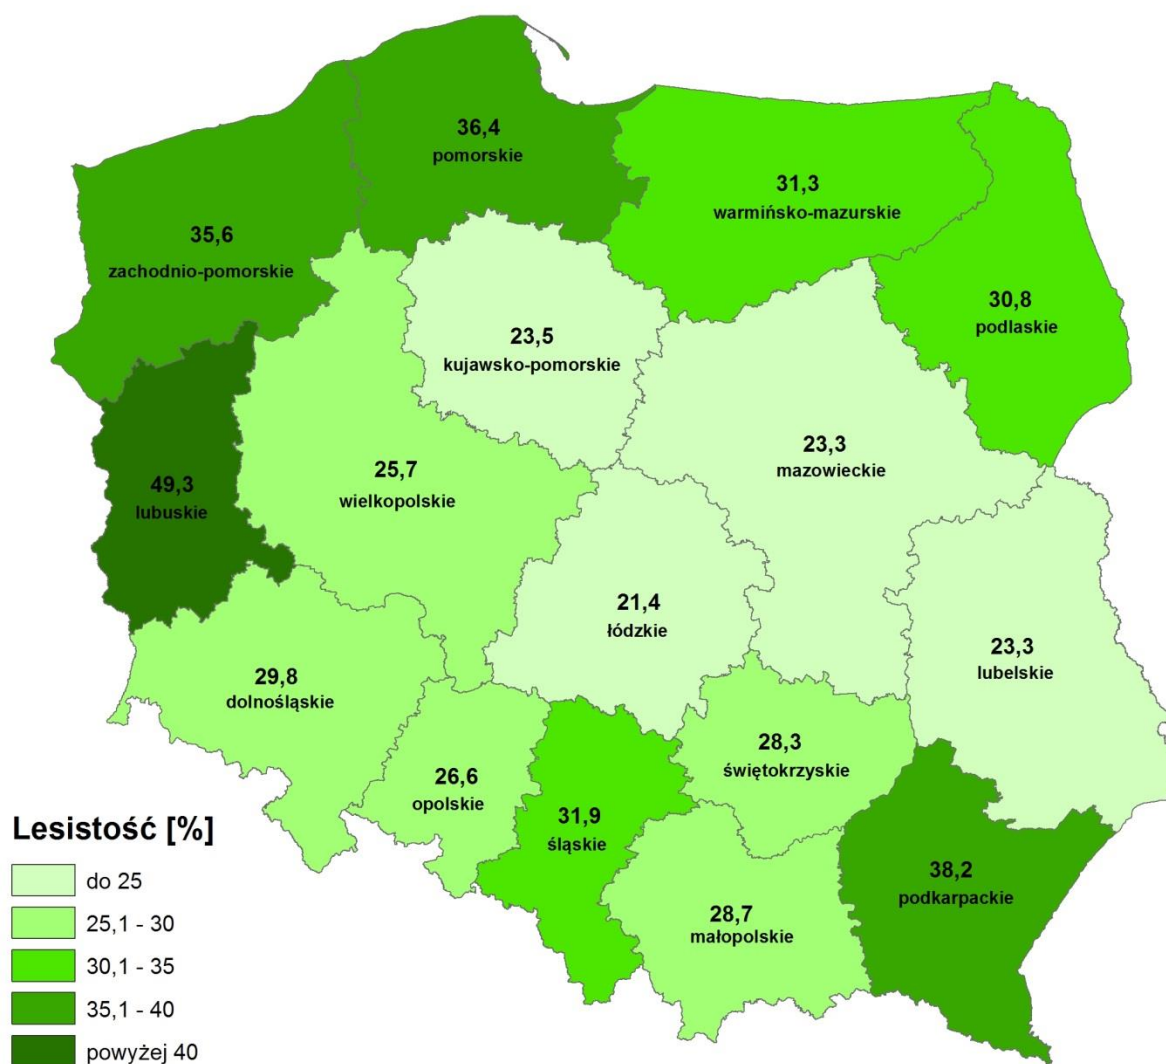 36,4
pomorskie
31,3
warmińsko-mazurskie
35,6
zachodnio-pomorskie
30,8
podlaskie
23,5
kujawsko-pomorskie
23,3
mazowieckie
25,7
wielkopolskie
49,3
lubuskie
21,4
łódzkie
23,3
lubelskie
29,8
dolnośląskie
28,3
świętokrzyskie
26,6
opolskie
31,9
śląskie
38,2
podkarpackie
28,7
małopolskie
Lesistość [%]
do 25
25,1 - 30
30,1 - 35
35,1 - 40
powyżej 40